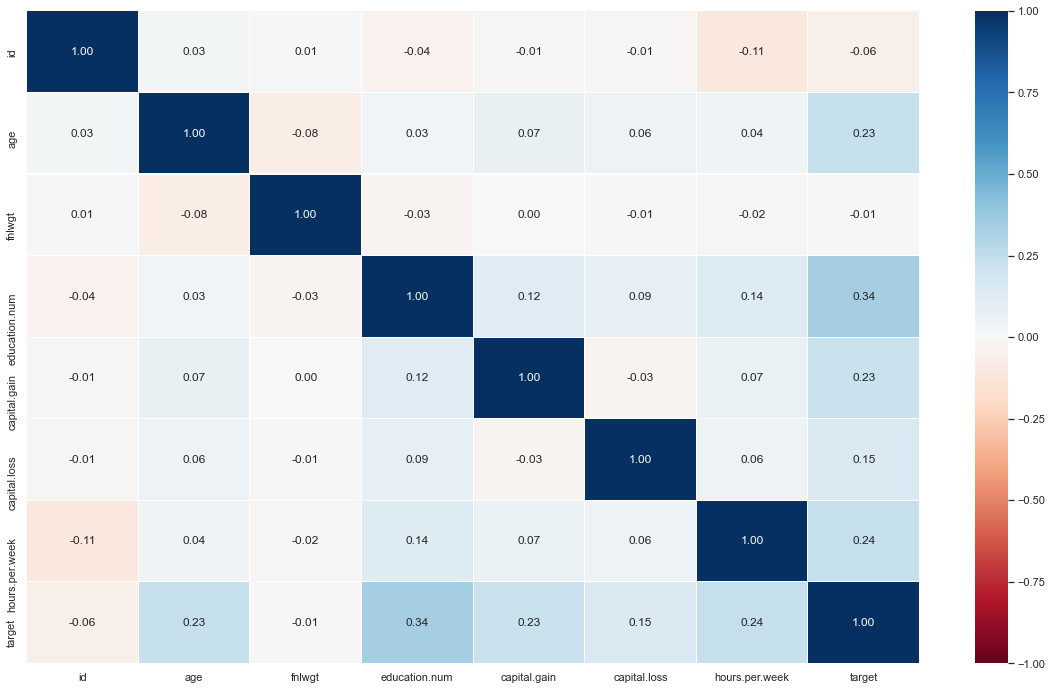 id 1.00 0.03 0.01 -0.04 -0.01 -0.01 -0.11 -0.06
age 0.03 1.00 -0.08 0.03 0.07 0.06 0.04 0.23
fnlwgt 0.01 -0.08 1.00 -0.03 0.00 -0.01 -0.02 -0.01
education.num -0.04 0.03 -0.03 1.00 0.12 0.09 0.14 0.34
capital.gain -0.01 0.07 0.00 0.12 1.00 -0.03 0.07 0.23
capital.loss -0.01 0.06 -0.01 0.09 -0.03 1.00 0.06 0.15
hours.per.week -0.11 0.04 -0.02 0.14 0.07 0.06 1.00 0.24
target -0.06 0.23 -0.01 0.34 0.23 0.15 0.24 1.00
id age fnlwgt education.num capital.gain capital.loss hours.per.week target
1.00
0.75
0.50
0.25
0.00
−0.25
−0.50
−0.75
−1.00